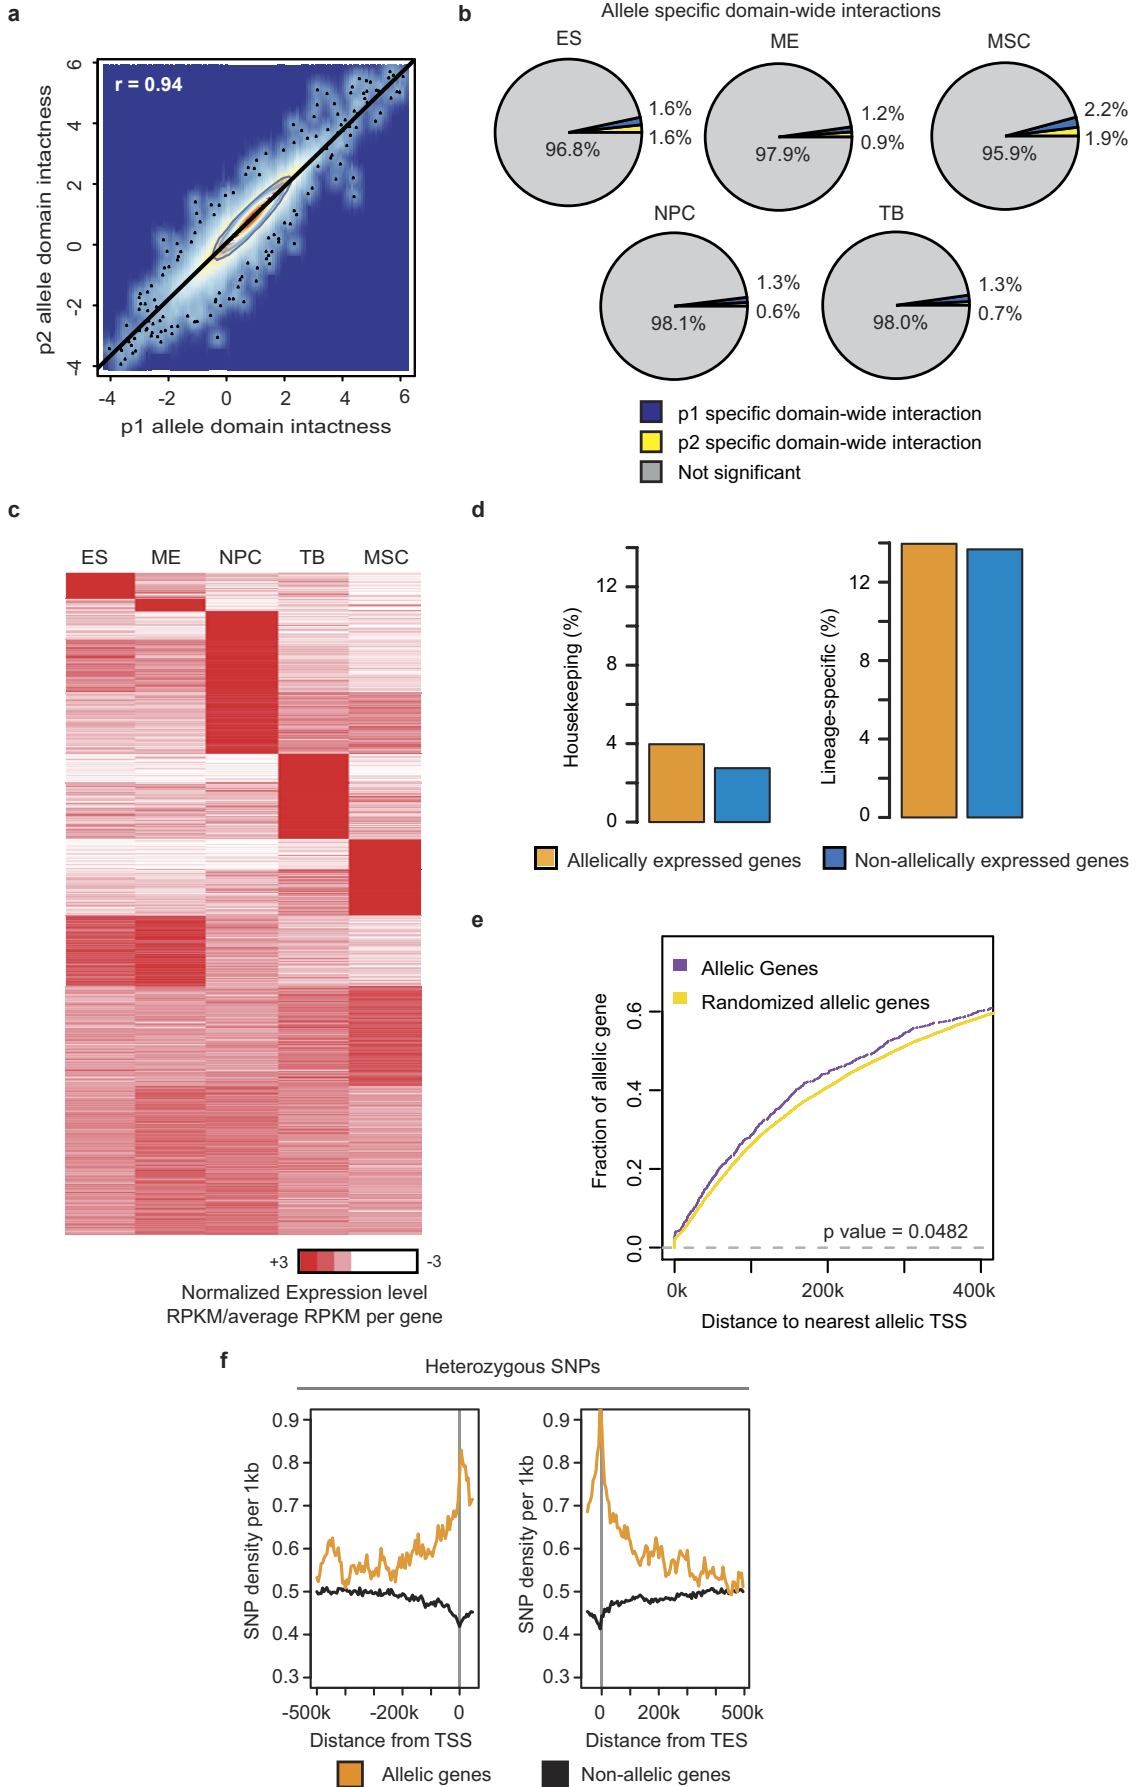 a
r = 0.94
p2 allele domain intactness
6
4
2
0
-2
-4
-4 -2 0 2 4 6
p1 allele domain intactness
b
Allele specific domain-wide interactions
ES ME MSC
1.6%
1.6%
96.8%
1.2%
0.9%
97.9%
2.2%
1.9%
95.9%
NPC TB
1.3%
0.6%
98.1%
1.3%
0.7%
98.0%
p1 specific domain-wide interaction
p2 specific domain-wide interaction
Not significant
c
ES ME NPC TB MSC
+3 -3
Normalized Expression level
RPKM/average RPKM per gene
d
Housekeeping (%)
12
8
4
0
Lineage-specific (%)
12
8
4
0
Allelically expressed genes
Non-allelically expressed genes
e
Allelic Genes
Randomized allelic genes
Fraction of allelic gene
0.6
0.4
0.2
0.0
p value = 0.0482
0k 200k 400k
Distance to nearest allelic TSS
f
Heterozygous SNPs
SNP density per 1kb
0.9
0.8
0.7
0.6
0.5
0.4
0.3
-500k -200k 0
Distance from TSS
SNP density per 1kb
0.9
0.8
0.7
0.6
0.5
0.4
0.3
0 200k 500k
Distance from TES
Allelic genes
Non-allelic genes